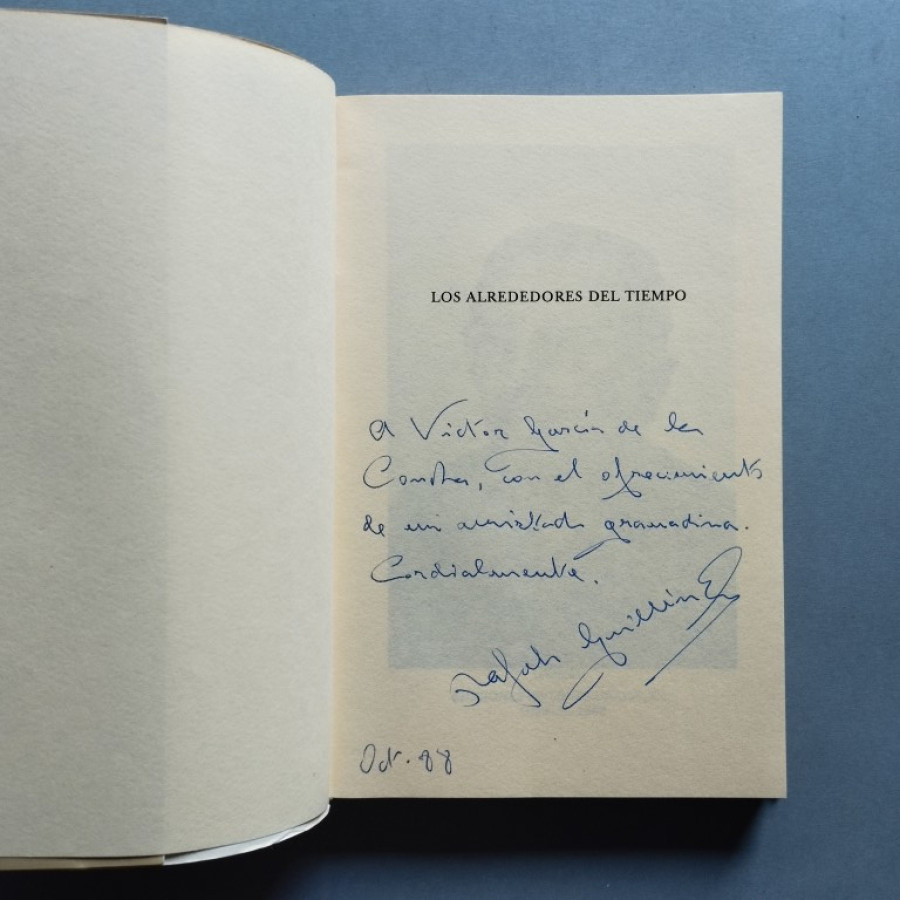 LOS ALREDEDORES DEL TIEMPO
A Víctor García de la
Concha, con el ofrecimiento
de mi amistad granadina.
Cordialmente.
Rafael Guillén
Oct. 88